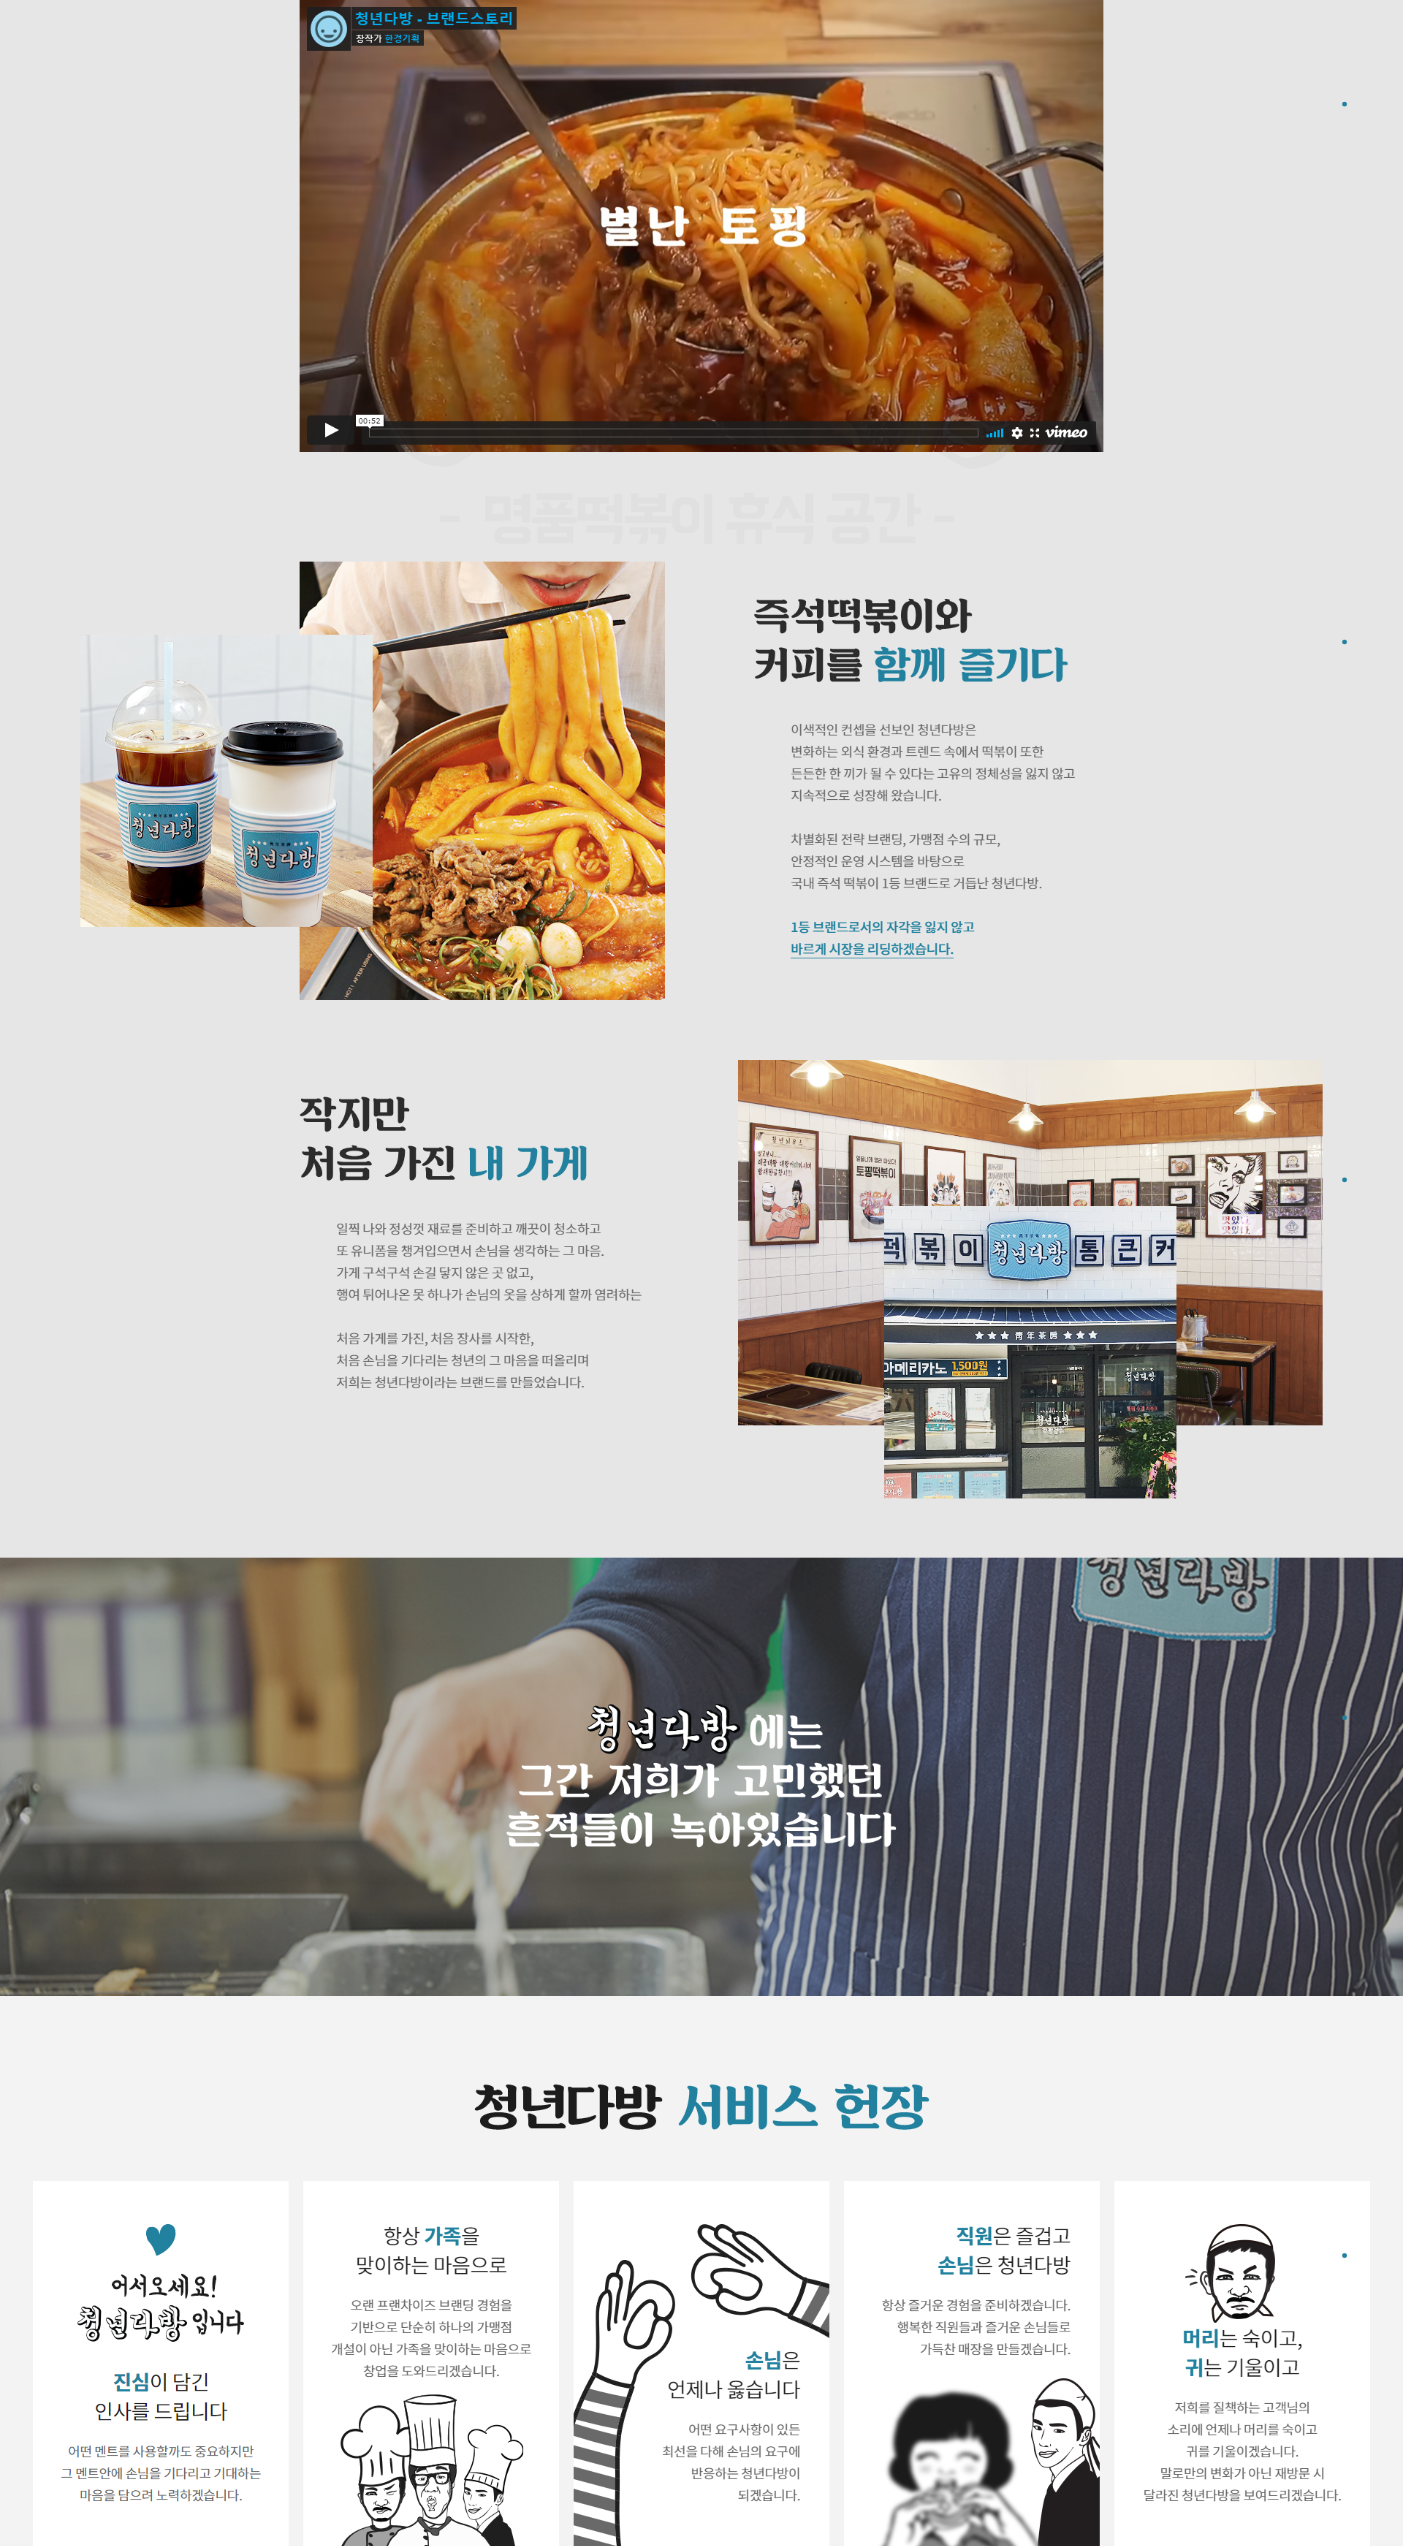 청년다방 - 브랜드스토리
창작가 한경기획
별난 토핑
00:52
vimeo
- 명품떡볶이 휴식 공간 -
즉석떡볶이와
커피를 함께 즐기다
청년다방
청년다방
이색적인 컨셉을 선보인 청년다방은
변화하는 외식 환경과 트렌드 속에서 떡볶이 또한
든든한 한 끼가 될 수 있다는 고유의 정체성을 잃지 않고
지속적으로 성장해 왔습니다.
차별화된 전략 브랜딩, 가맹점 수의 규모,
안정적인 운영 시스템을 바탕으로
국내 즉석 떡볶이 1등 브랜드로 거듭난 청년다방.
1등 브랜드로서의 자각을 잃지 않고
바르게 시장을 리딩하겠습니다.
HOT! AFTER USING
작지만
처음 가진 내 가게
일찍 나와 정성껏 재료를 준비하고 깨끗이 청소하고
또 유니폼을 챙겨입으면서 손님을 생각하는 그 마음.
가게 구석구석 손길 닿지 않은 곳 없고,
행여 튀어나온 못 하나가 손님의 옷을 상하게 할까 염려하는
처음 가게를 가진, 처음 장사를 시작한,
처음 손님을 기다리는 청년의 그 마음을 떠올리며
저희는 청년다방이라는 브랜드를 만들었습니다.
토핑떡볶이
떡볶이 청년다방 통큰커
★★★ 靑年茶房 ★★★
아메리카노 1,500원
청년다방
청년다방
청년다방
청년다방 에는
그간 저희가 고민했던
흔적들이 녹아있습니다
청년다방 서비스 헌장
어서오세요!
청년다방 입니다
진심이 담긴
인사를 드립니다
어떤 멘트를 사용할까도 중요하지만
그 멘트안에 손님을 기다리고 기대하는
마음을 담으려 노력하겠습니다.
항상 가족을
맞이하는 마음으로
오랜 프랜차이즈 브랜딩 경험을
기반으로 단순히 하나의 가맹점
개설이 아닌 가족을 맞이하는 마음으로
창업을 도와드리겠습니다.
손님은
언제나 옳습니다
어떤 요구사항이 있든
최선을 다해 손님의 요구에
반응하는 청년다방이
되겠습니다.
직원은 즐겁고
손님은 청년다방
항상 즐거운 경험을 준비하겠습니다.
행복한 직원들과 즐거운 손님들로
가득찬 매장을 만들겠습니다.
머리는 숙이고,
귀는 기울이고
저희를 질책하는 고객님의
소리에 언제나 머리를 숙이고
귀를 기울이겠습니다.
말로만의 변화가 아닌 재방문 시
달라진 청년다방을 보여드리겠습니다.